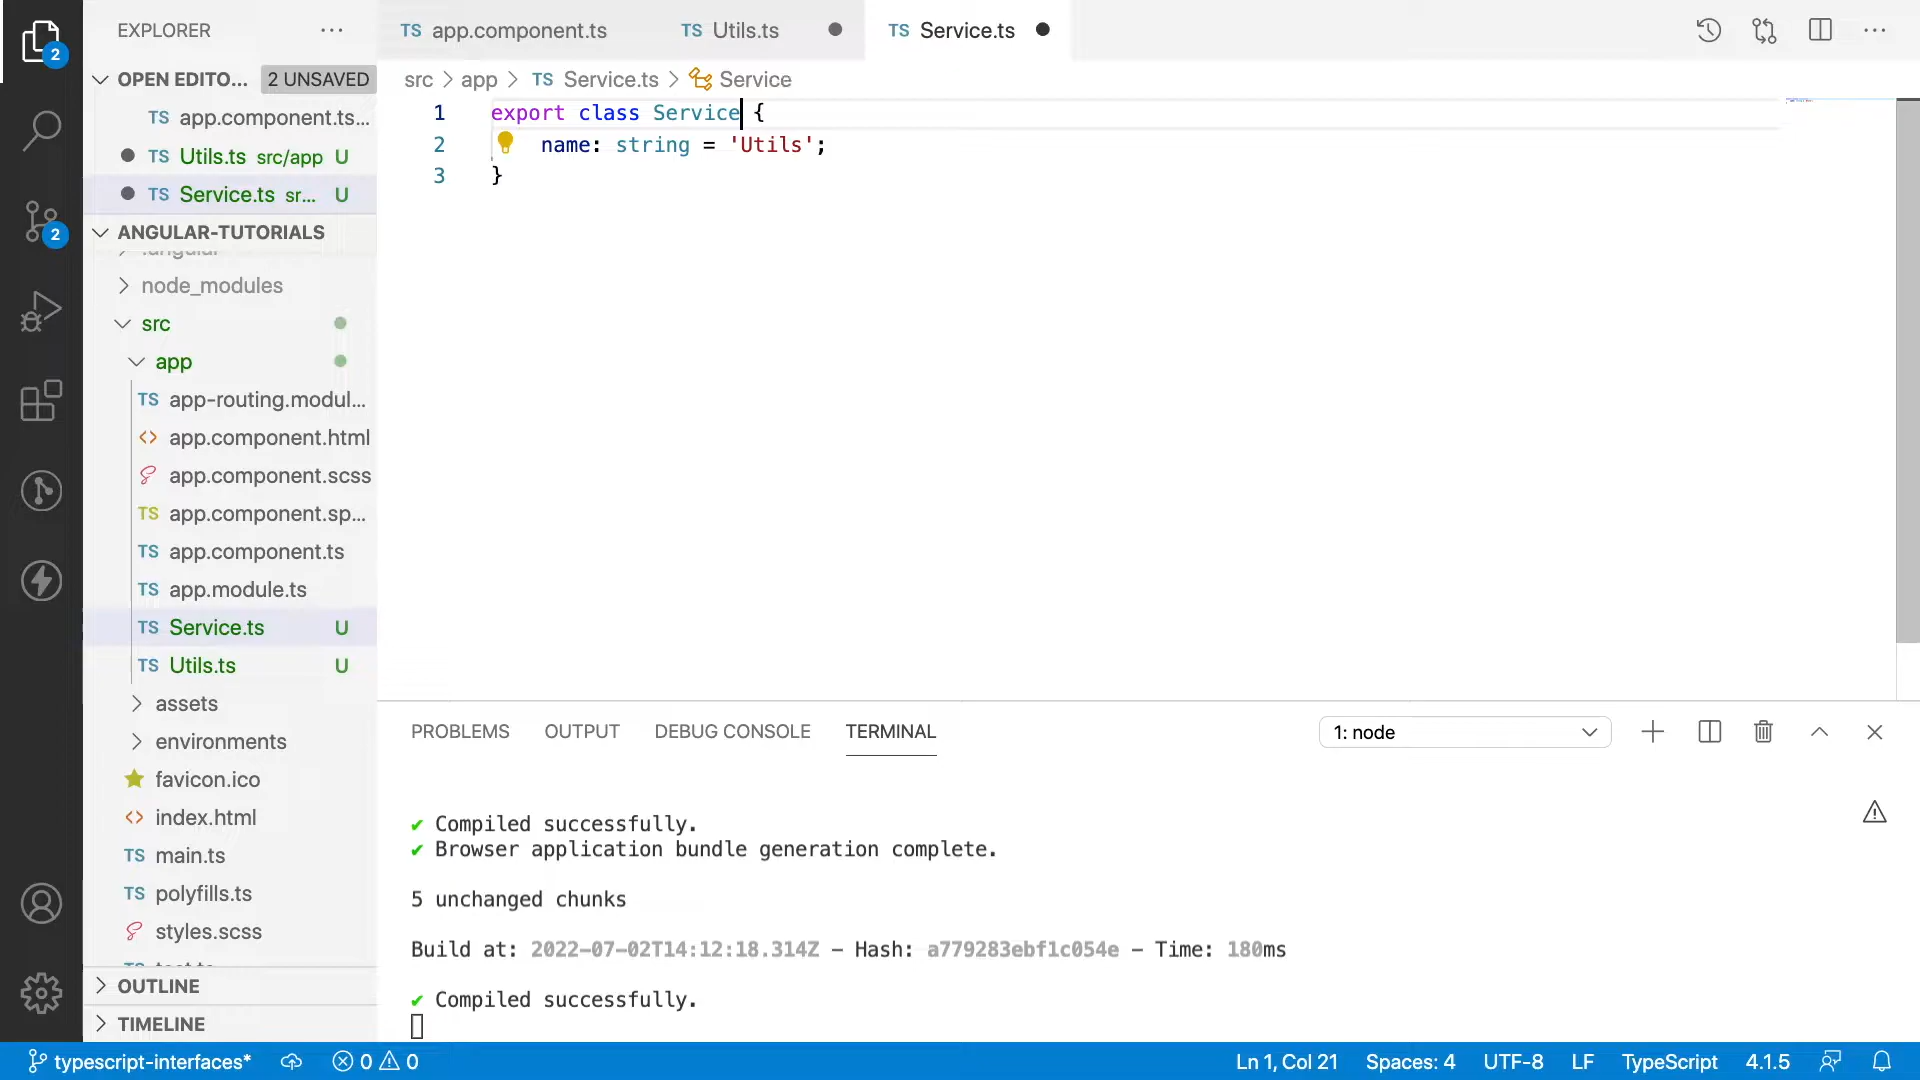 2
2
EXPLORER
OPEN EDITO... 2 UNSAVED
TS app.component.ts...
TS Utils.ts src/app U
TS Service.ts sr... U
ANGULAR-TUTORIALS
.angular
node_modules
src
app
TS app-routing.modul...
app.component.html
app.component.scss
TS app.component.sp...
TS app.component.ts
TS app.module.ts
TS Service.ts U
TS Utils.ts U
assets
environments
favicon.ico
index.html
TS main.ts
TS polyfills.ts
styles.scss
OUTLINE
TIMELINE
TS app.component.ts TS Utils.ts TS Service.ts
src > app > TS Service.ts > Service
1 export class Service {
2 name: string = 'Utils';
3 }
PROBLEMS OUTPUT DEBUG CONSOLE TERMINAL 1: node
✔ Compiled successfully.
✔ Browser application bundle generation complete.
5 unchanged chunks
Build at: 2022-07-02T14:12:18.314Z - Hash: a779283ebf1c054e - Time: 180ms
✔ Compiled successfully.
typescript-interfaces* 0 0 Ln 1, Col 21 Spaces: 4 UTF-8 LF TypeScript 4.1.5